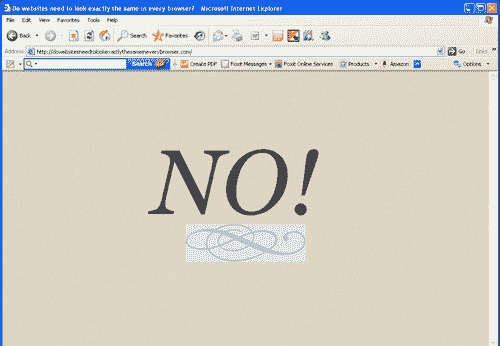 Do websites need to look exactly the same in every browser? - Microsoft Internet Explorer
File Edit View Favorites Tools Help
Back Search Favorites
Address http://dowebsitesneedtolookexactlythesameineverybrowser.com/ Go Links »
Search Create PDF Foxit Messages Foxit Online Services Products Amazon Options
NO!